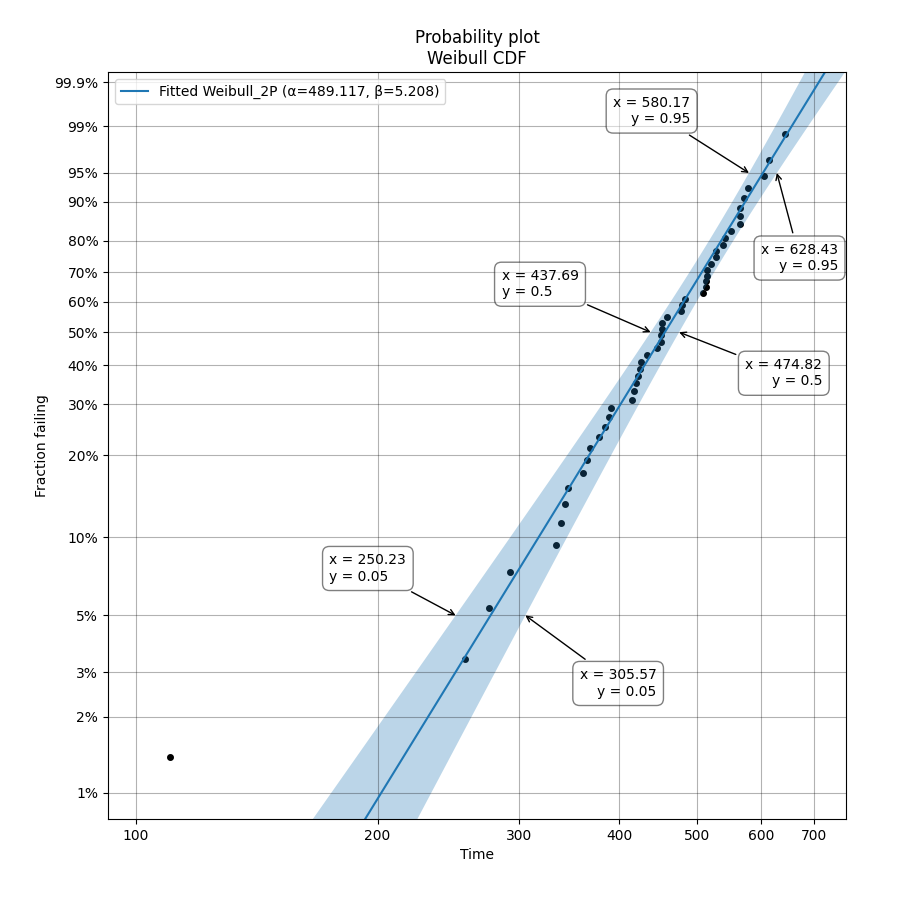 Probability plot
Weibull CDF
Fitted Weibull_2P (α=489.117, β=5.208)
99.9%
99%
95%
90%
80%
70%
60%
50%
40%
30%
20%
10%
5%
3%
2%
1%
Fraction failing
x = 580.17
y = 0.95
x = 628.43
y = 0.95
x = 437.69
y = 0.5
x = 474.82
y = 0.5
x = 250.23
y = 0.05
x = 305.57
y = 0.05
100 200 300 400 500 600 700
Time